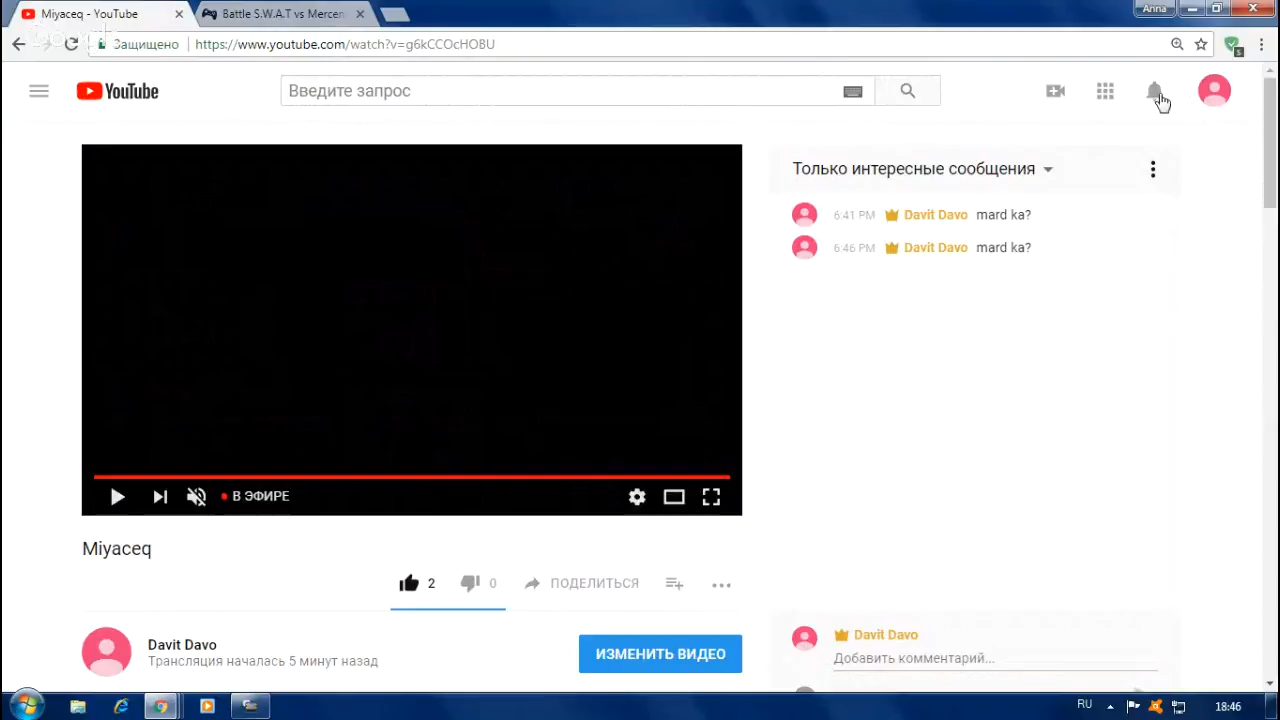 Miyaceq - YouTube
Battle S.W.A.T vs Mercen
Anna
Защищено
https://www.youtube.com/watch?v=g6kCCOcHOBU
YouTube
Введите запрос
Только интересные сообщения
6:41 PM Davit Davo mard ka?
6:46 PM Davit Davo mard ka?
В ЭФИРЕ
Miyaceq
2 0 ПОДЕЛИТЬСЯ
Davit Davo
Трансляция началась 5 минут назад
ИЗМЕНИТЬ ВИДЕО
Davit Davo
Добавить комментарий...
RU
18:46